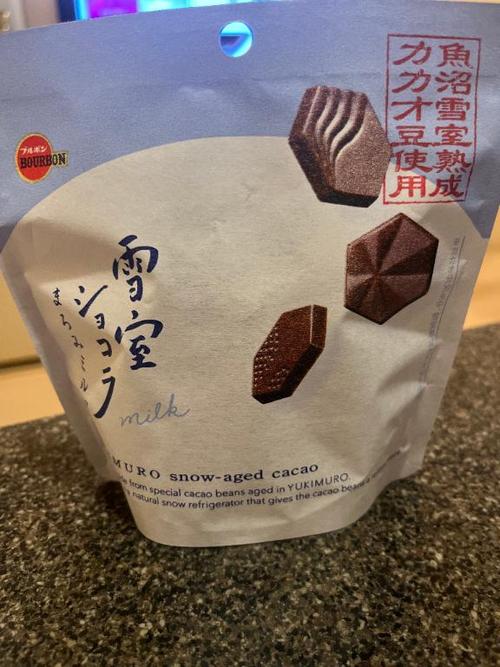 魚沼雪室熟成
カカオ豆使用
ブルボン
BOURBON
雪室
ショコラ
まろみミルク
milk
MURO snow-aged cacao
from special cacao beans aged in YUKIMURO.
natural snow refrigerator that gives the cacao beans